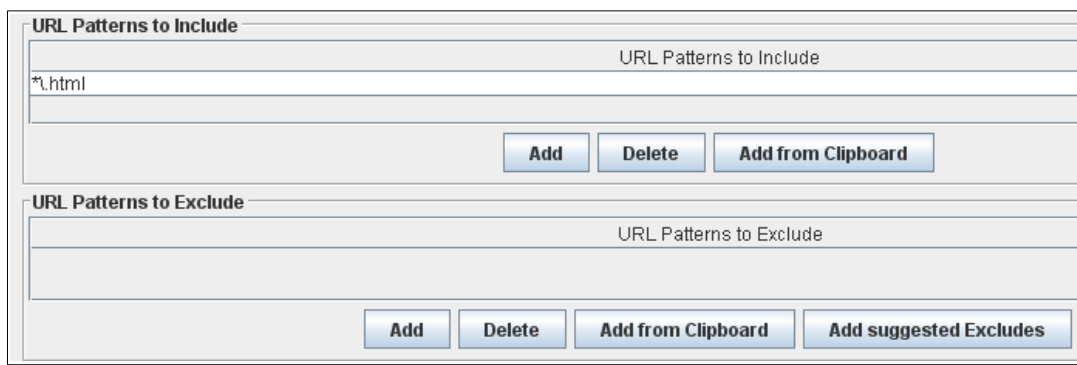 URL Patterns to Include
URL Patterns to Include
*\.html
Add Delete Add from Clipboard
URL Patterns to Exclude
URL Patterns to Exclude
Add Delete Add from Clipboard Add suggested Excludes